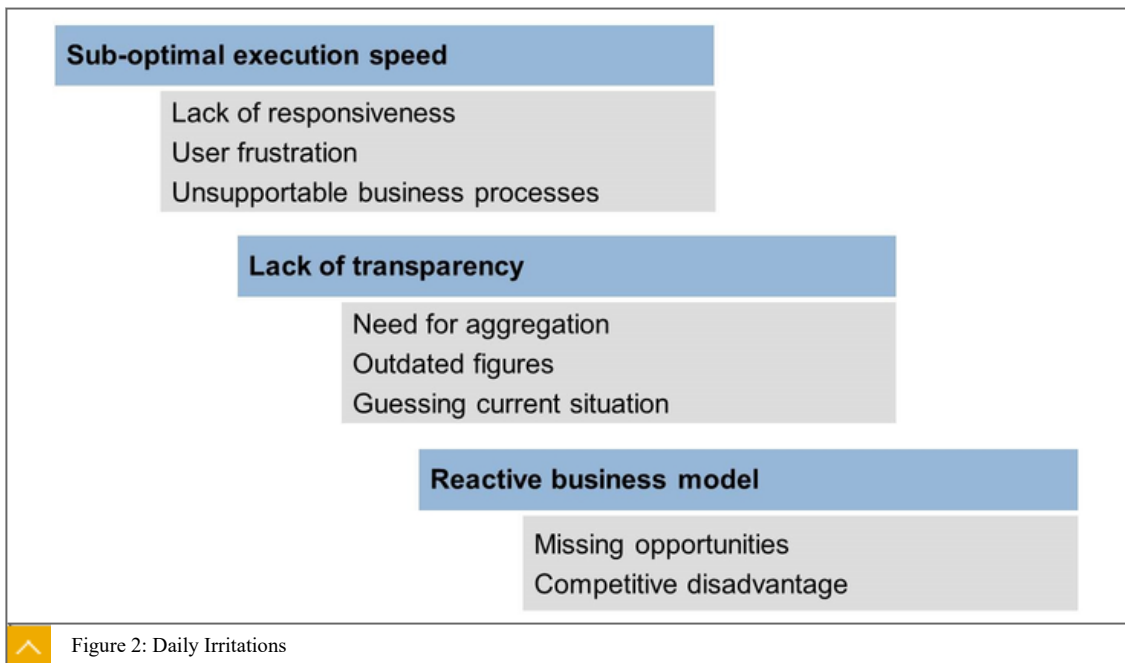 Sub-optimal execution speed
Lack of responsiveness
User frustration
Unsupportable business processes
Lack of transparency
Need for aggregation
Outdated figures
Guessing current situation
Reactive business model
Missing opportunities
Competitive disadvantage
Figure 2: Daily Irritations